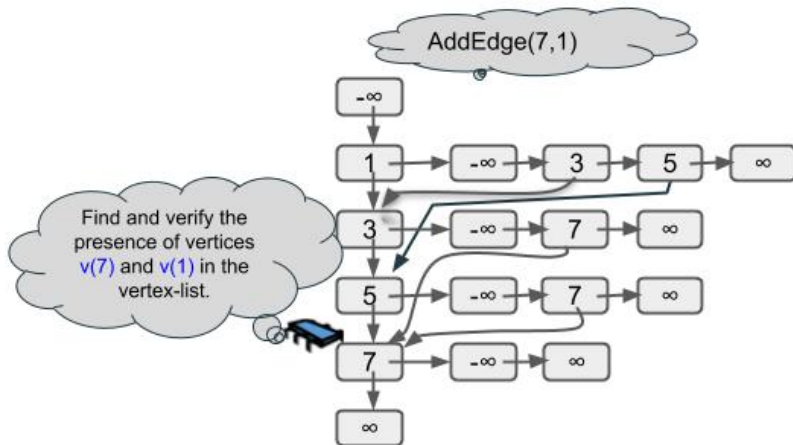 AddEdge(7,1)
-∞
1 -∞ 3 5 ∞
Find and verify the
presence of vertices
v(7) and v(1) in the
vertex-list.
3 -∞ 7 ∞
5 -∞ 7 ∞
7 -∞ ∞
∞